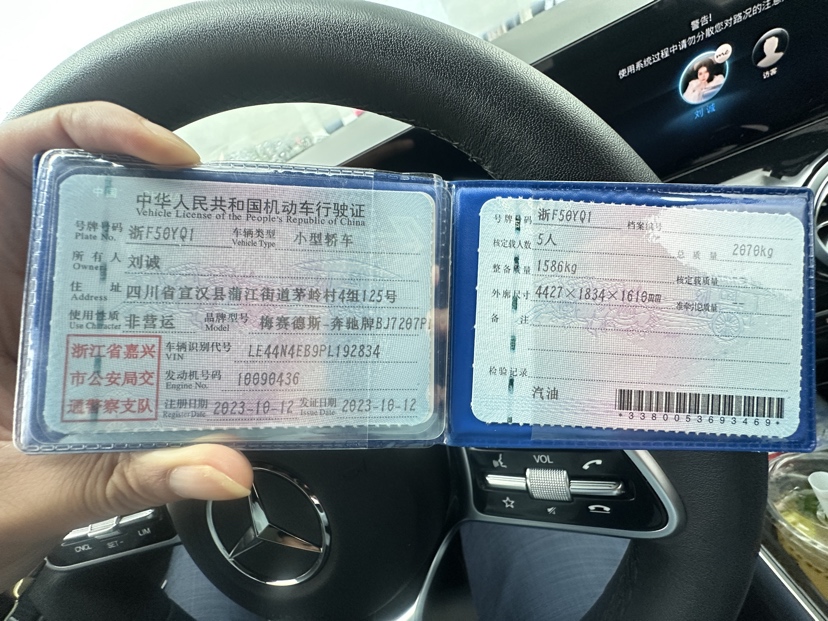 警告!
使用系统过程中请勿分散您对路况的注意
刘诚
访客
中华人民共和国机动车行驶证
Vehicle License of the People's Republic of China
号牌号码 浙F50YQ1 车辆类型 小型轿车
Plate No. Vehicle Type
所有人 刘诚
Owner
住址 四川省宣汉县蒲江街道茅岭村4组125号
Address
使用性质 非营运 品牌型号 梅赛德斯-奔驰牌BJ7207P
Use Character Model
浙江省嘉兴
市公安局交
通警察支队
车辆识别代号 LE44N4EB9PL192834
VIN
发动机号码 10090436
Engine No.
注册日期 2023-10-12 发证日期 2023-10-12
Register Date Issue Date
号牌号码 浙F50YQ1 档案编号
核定载人数 5人 总质量 2070kg
整备质量 1586kg 核定载质量
外廓尺寸 4427×1834×1610mm 准牵引总质量
备注
检验记录
汽油
*3380053693469*
VOL
CNCL SET- LIM